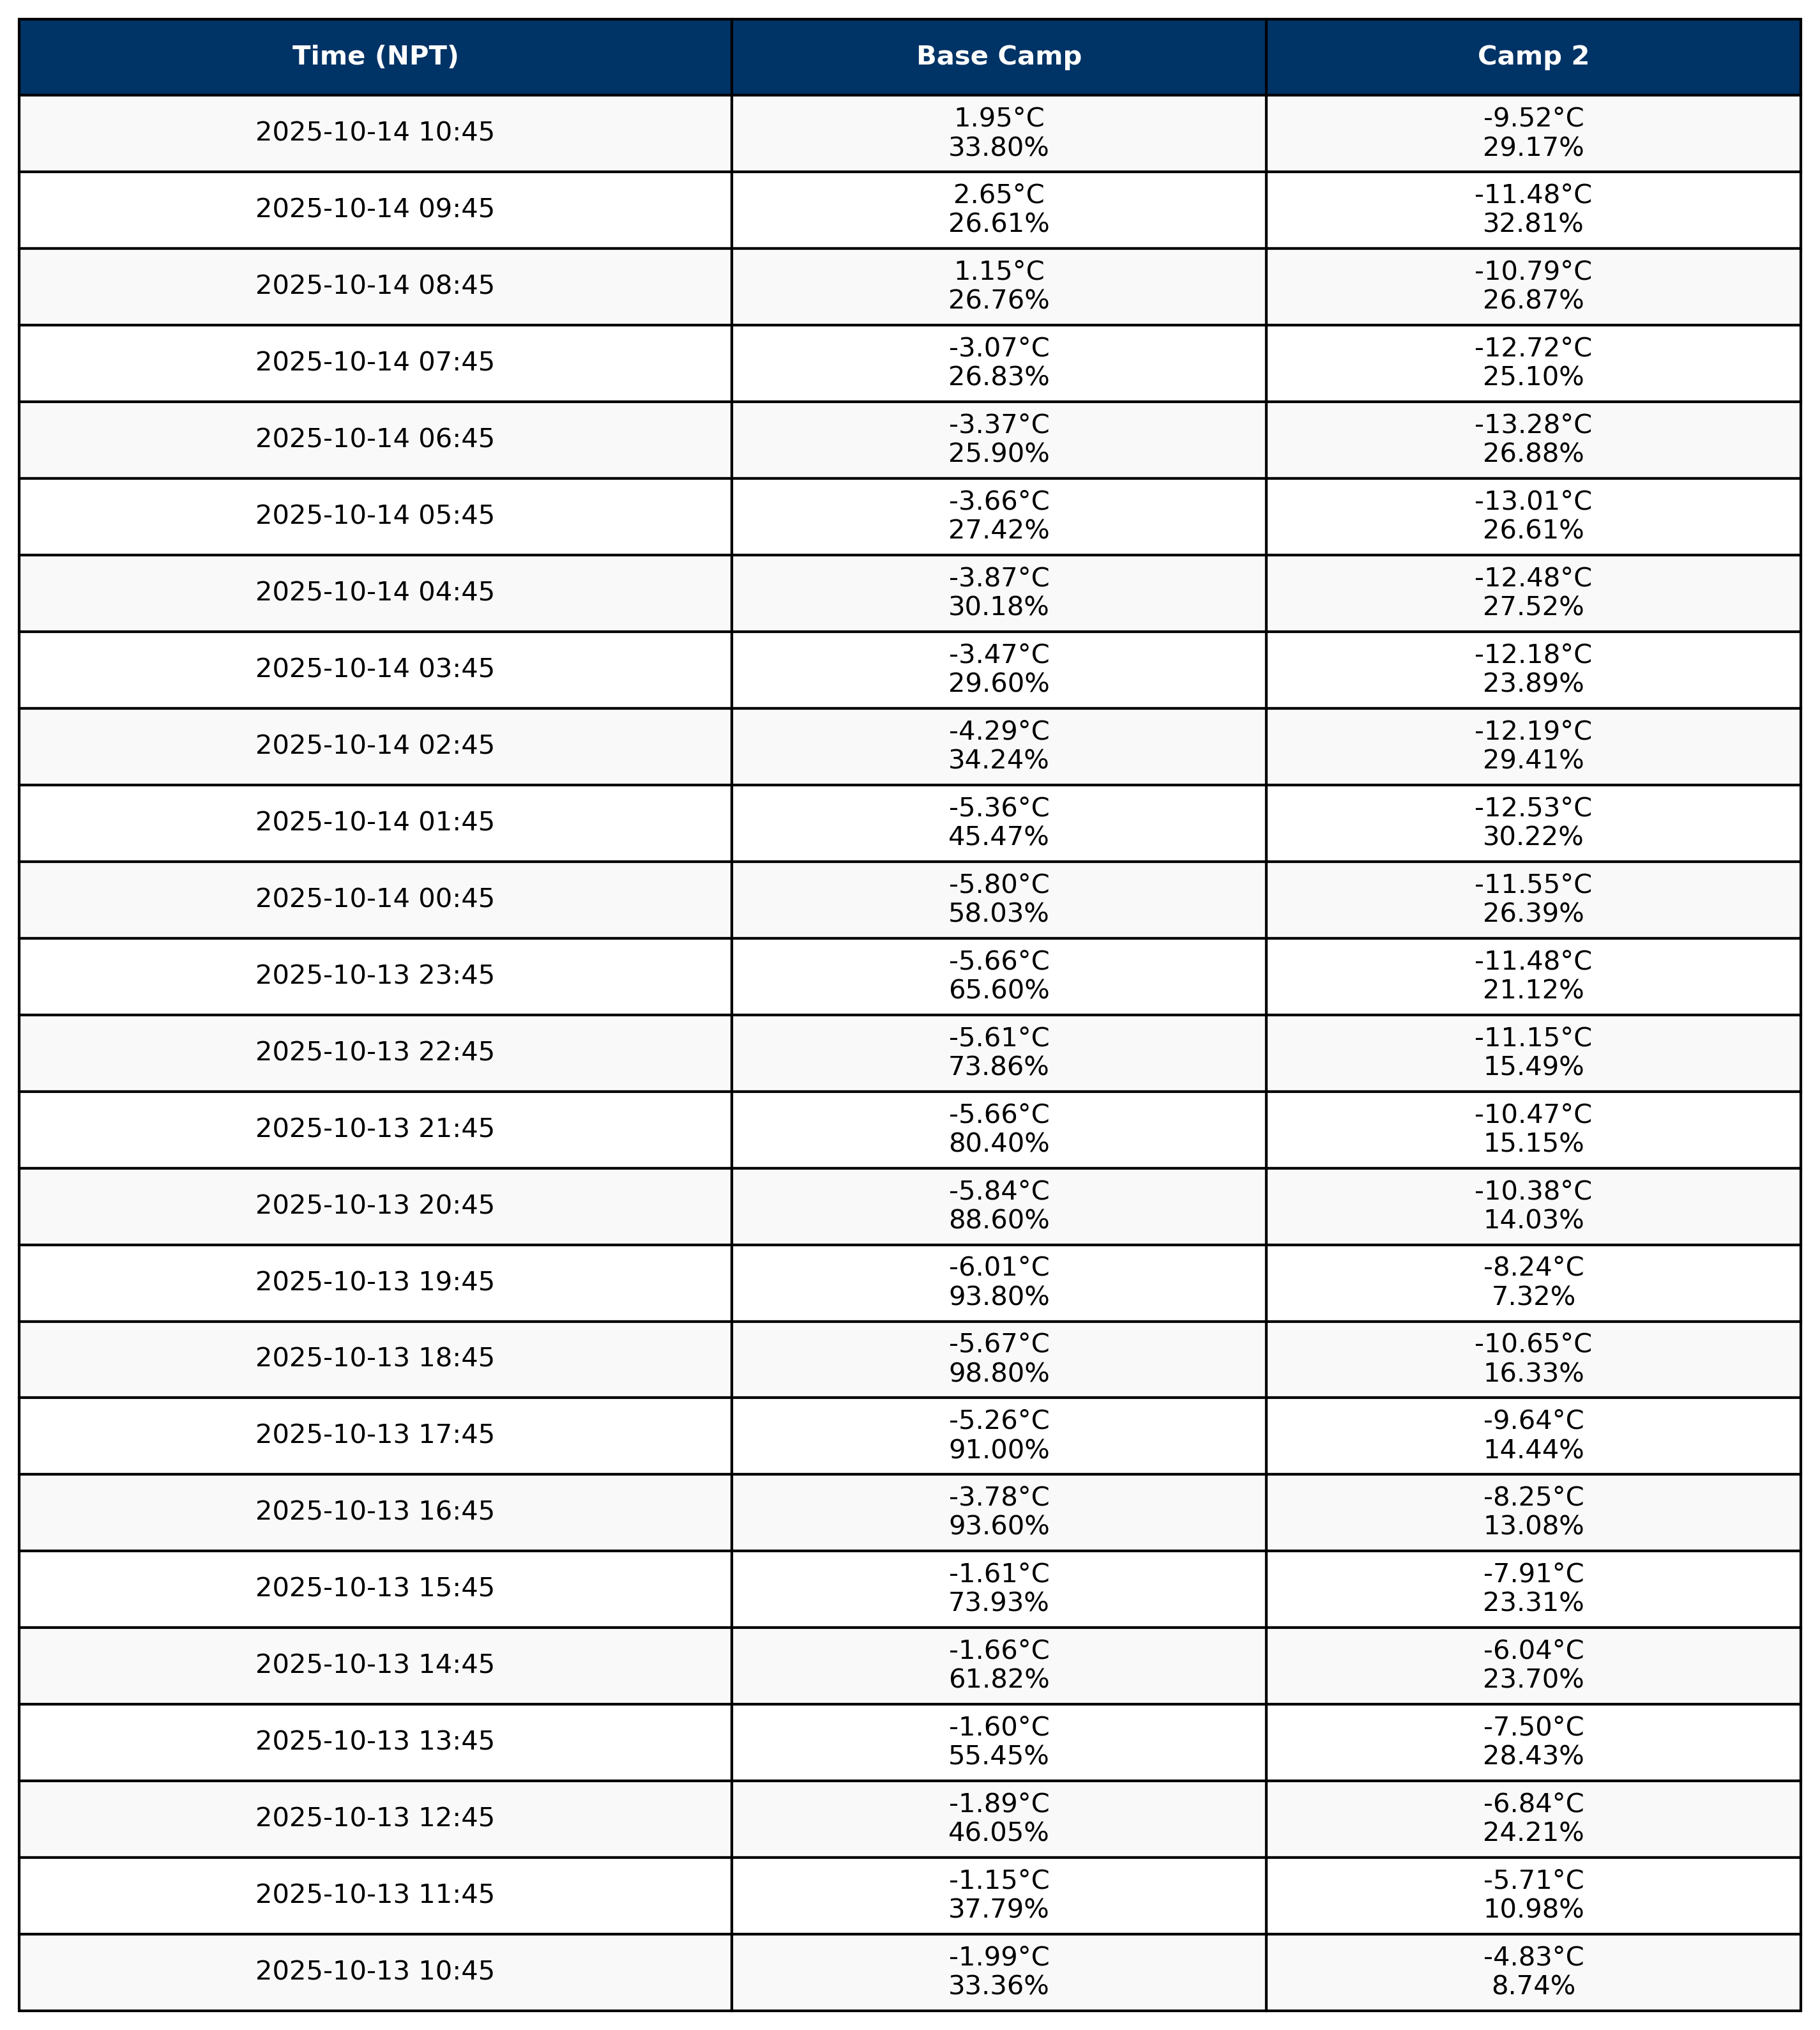 Time (NPT) Base Camp Camp 2
2025-10-14 10:45 1.95°C -9.52°C
33.80% 29.17%
2025-10-14 09:45 2.65°C -11.48°C
26.61% 32.81%
2025-10-14 08:45 1.15°C -10.79°C
26.76% 26.87%
2025-10-14 07:45 -3.07°C -12.72°C
26.83% 25.10%
2025-10-14 06:45 -3.37°C -13.28°C
25.90% 26.88%
2025-10-14 05:45 -3.66°C -13.01°C
27.42% 26.61%
2025-10-14 04:45 -3.87°C -12.48°C
30.18% 27.52%
2025-10-14 03:45 -3.47°C -12.18°C
29.60% 23.89%
2025-10-14 02:45 -4.29°C -12.19°C
34.24% 29.41%
2025-10-14 01:45 -5.36°C -12.53°C
45.47% 30.22%
2025-10-14 00:45 -5.80°C -11.55°C
58.03% 26.39%
2025-10-13 23:45 -5.66°C -11.48°C
65.60% 21.12%
2025-10-13 22:45 -5.61°C -11.15°C
73.86% 15.49%
2025-10-13 21:45 -5.66°C -10.47°C
80.40% 15.15%
2025-10-13 20:45 -5.84°C -10.38°C
88.60% 14.03%
2025-10-13 19:45 -6.01°C -8.24°C
93.80% 7.32%
2025-10-13 18:45 -5.67°C -10.65°C
98.80% 16.33%
2025-10-13 17:45 -5.26°C -9.64°C
91.00% 14.44%
2025-10-13 16:45 -3.78°C -8.25°C
93.60% 13.08%
2025-10-13 15:45 -1.61°C -7.91°C
73.93% 23.31%
2025-10-13 14:45 -1.66°C -6.04°C
61.82% 23.70%
2025-10-13 13:45 -1.60°C -7.50°C
55.45% 28.43%
2025-10-13 12:45 -1.89°C -6.84°C
46.05% 24.21%
2025-10-13 11:45 -1.15°C -5.71°C
37.79% 10.98%
2025-10-13 10:45 -1.99°C -4.83°C
33.36% 8.74%